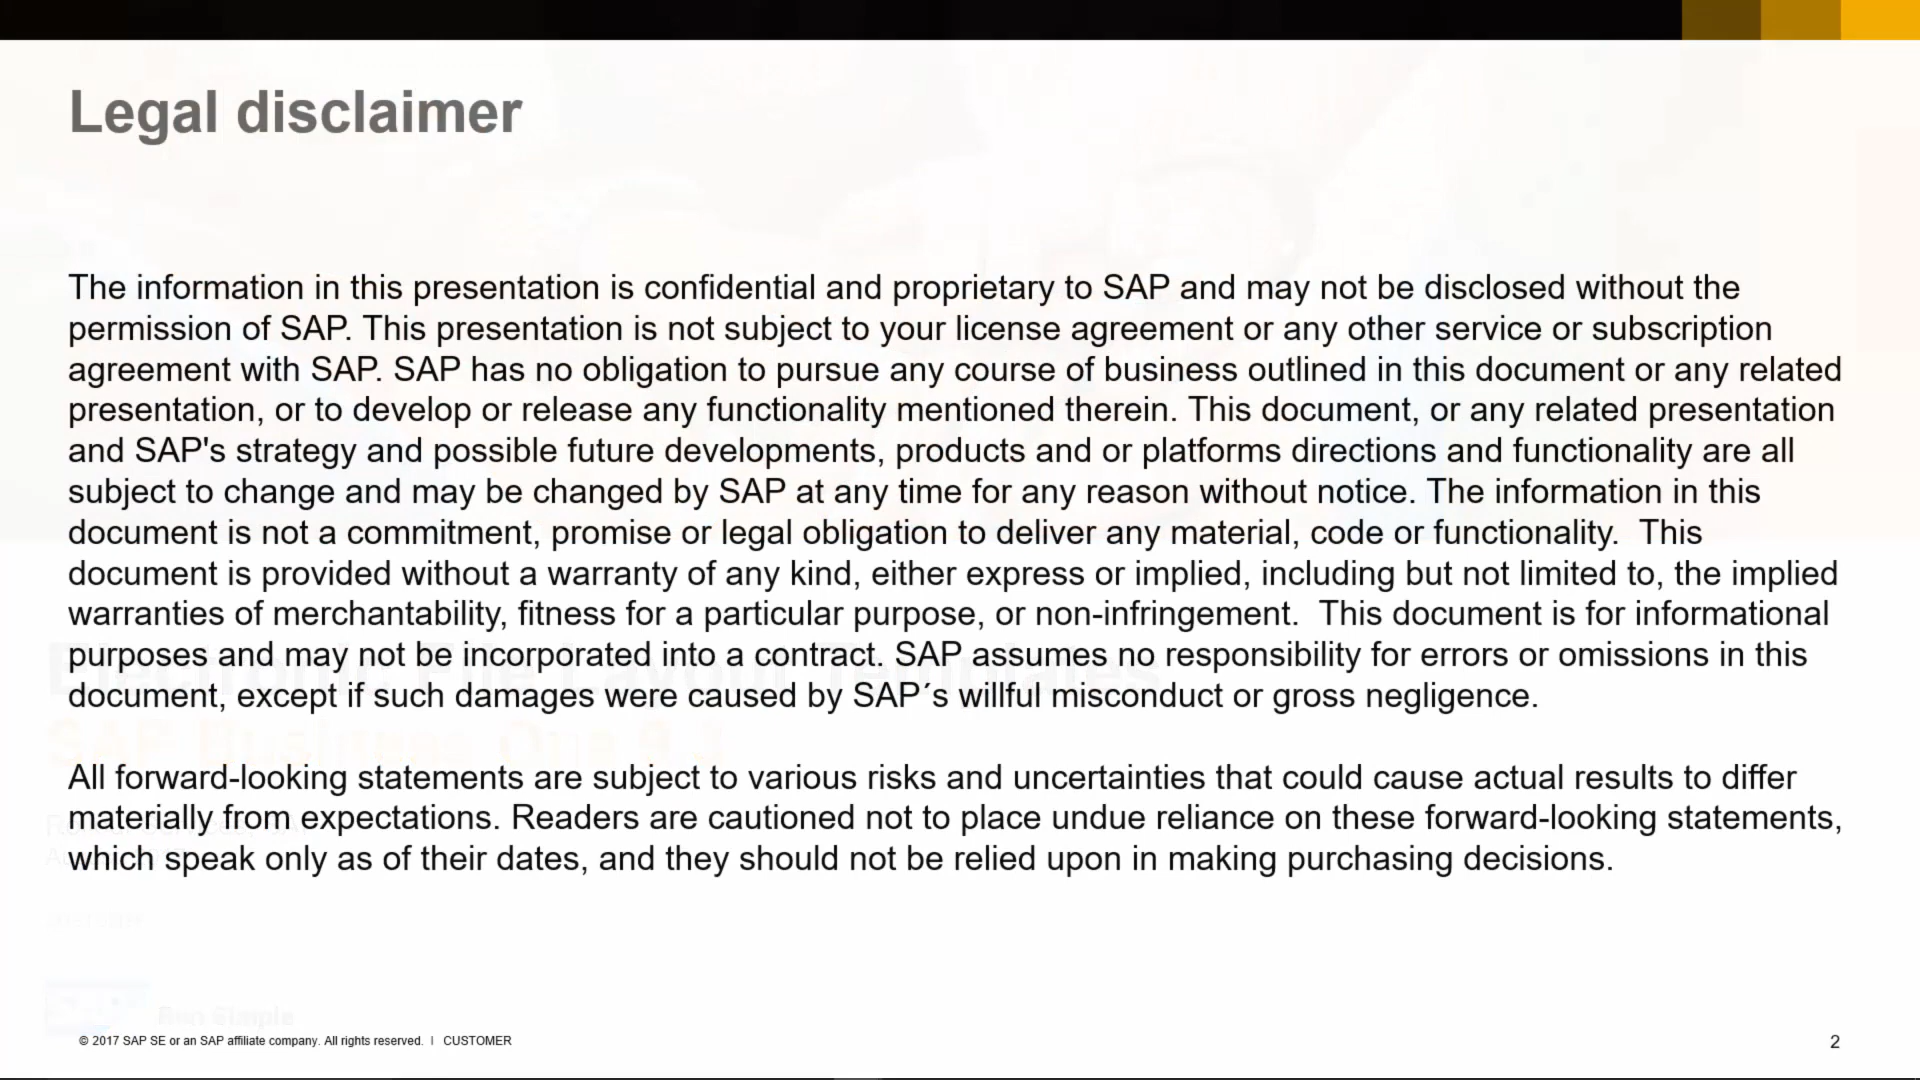 Legal disclaimer
The information in this presentation is confidential and proprietary to SAP and may not be disclosed without the
permission of SAP. This presentation is not subject to your license agreement or any other service or subscription
agreement with SAP. SAP has no obligation to pursue any course of business outlined in this document or any related
presentation, or to develop or release any functionality mentioned therein. This document, or any related presentation
and SAP's strategy and possible future developments, products and or platforms directions and functionality are all
subject to change and may be changed by SAP at any time for any reason without notice. The information in this
document is not a commitment, promise or legal obligation to deliver any material, code or functionality.  This
document is provided without a warranty of any kind, either express or implied, including but not limited to, the implied
warranties of merchantability, fitness for a particular purpose, or non-infringement.  This document is for informational
purposes and may not be incorporated into a contract. SAP assumes no responsibility for errors or omissions in this
document, except if such damages were caused by SAP´s willful misconduct or gross negligence.
Electronic File Layout Templates
SAP Business One 9.3
All forward-looking statements are subject to various risks and uncertainties that could cause actual results to differ
materially from expectations. Readers are cautioned not to place undue reliance on these forward-looking statements,
which speak only as of their dates, and they should not be relied upon in making purchasing decisions.
Run Simple
© 2017 SAP SE or an SAP affiliate company. All rights reserved. I CUSTOMER
2